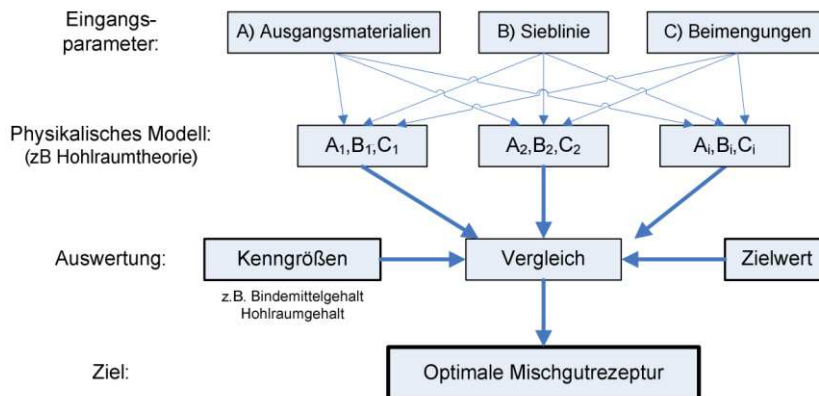 Eingangs-
parameter:
A) Ausgangsmaterialien
B) Sieblinie
C) Beimengungen
Physikalisches Modell:
(zB Hohlraumtheorie)
A1,B1,C1
A2,B2,C2
Ai,Bi,Ci
Auswertung:
Kenngrößen
Vergleich
Zielwert
z.B. Bindemittelgehalt
Hohlraumgehalt
Ziel:
Optimale Mischgutrezeptur